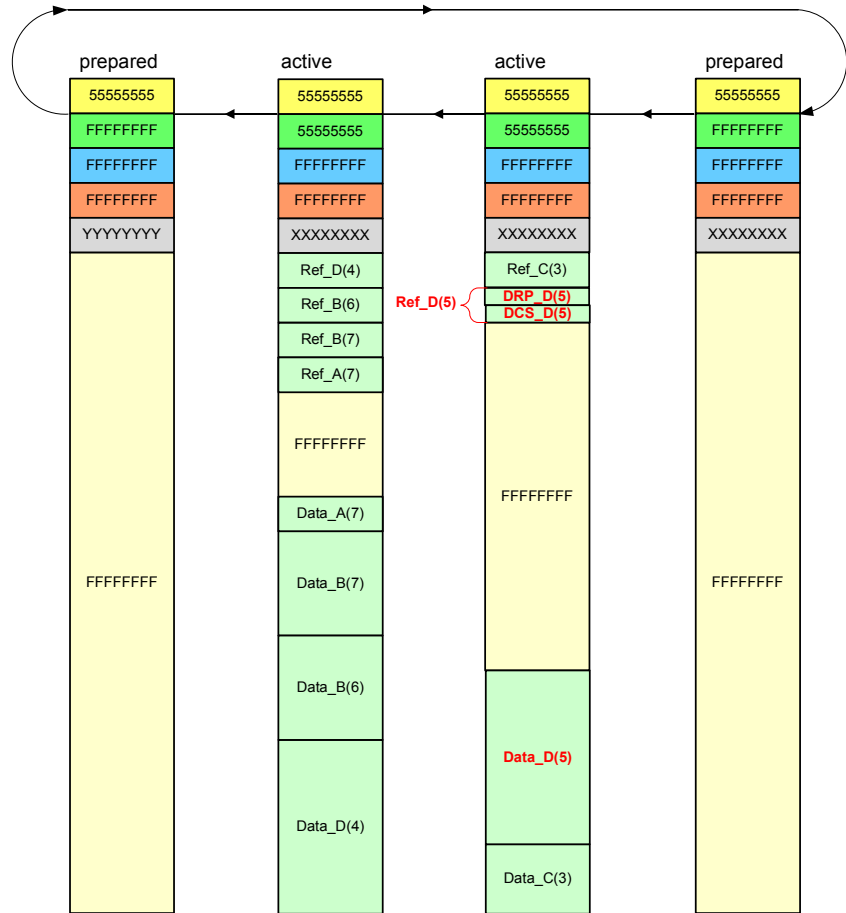 prepared
active
active
prepared
55555555
55555555
55555555
55555555
FFFFFFFF
55555555
55555555
FFFFFFFF
FFFFFFFF
FFFFFFFF
FFFFFFFF
FFFFFFFF
FFFFFFFF
FFFFFFFF
FFFFFFFF
FFFFFFFF
YYYYYYYY
XXXXXXXX
XXXXXXXX
XXXXXXXX
Ref_D(4)
Ref_C(3)
Ref_B(6)
Ref_D(5)
DRP_D(5)
DCS_D(5)
Ref_B(7)
Ref_A(7)
FFFFFFFF
FFFFFFFF
Data_A(7)
FFFFFFFF
Data_B(7)
FFFFFFFF
Data_B(6)
Data_D(5)
Data_D(4)
Data_C(3)